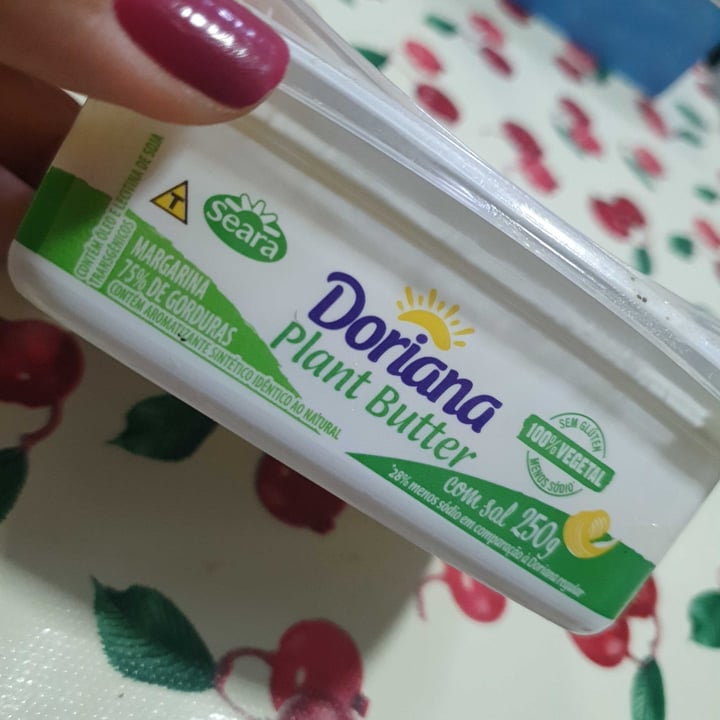 CONTÉM ÓLEO E LECITINA DE SOJA
TRANSGÊNICOS
T
Seara
MARGARINA
75% DE GORDURAS
CONTÉM AROMATIZANTE SINTÉTICO IDÊNTICO AO NATURAL
Doriana
Plant Butter
SEM GLÚTEN
100% VEGETAL
MENOS SÓDIO*
com sal 250g
*28% menos sódio em comparação à Doriana regular